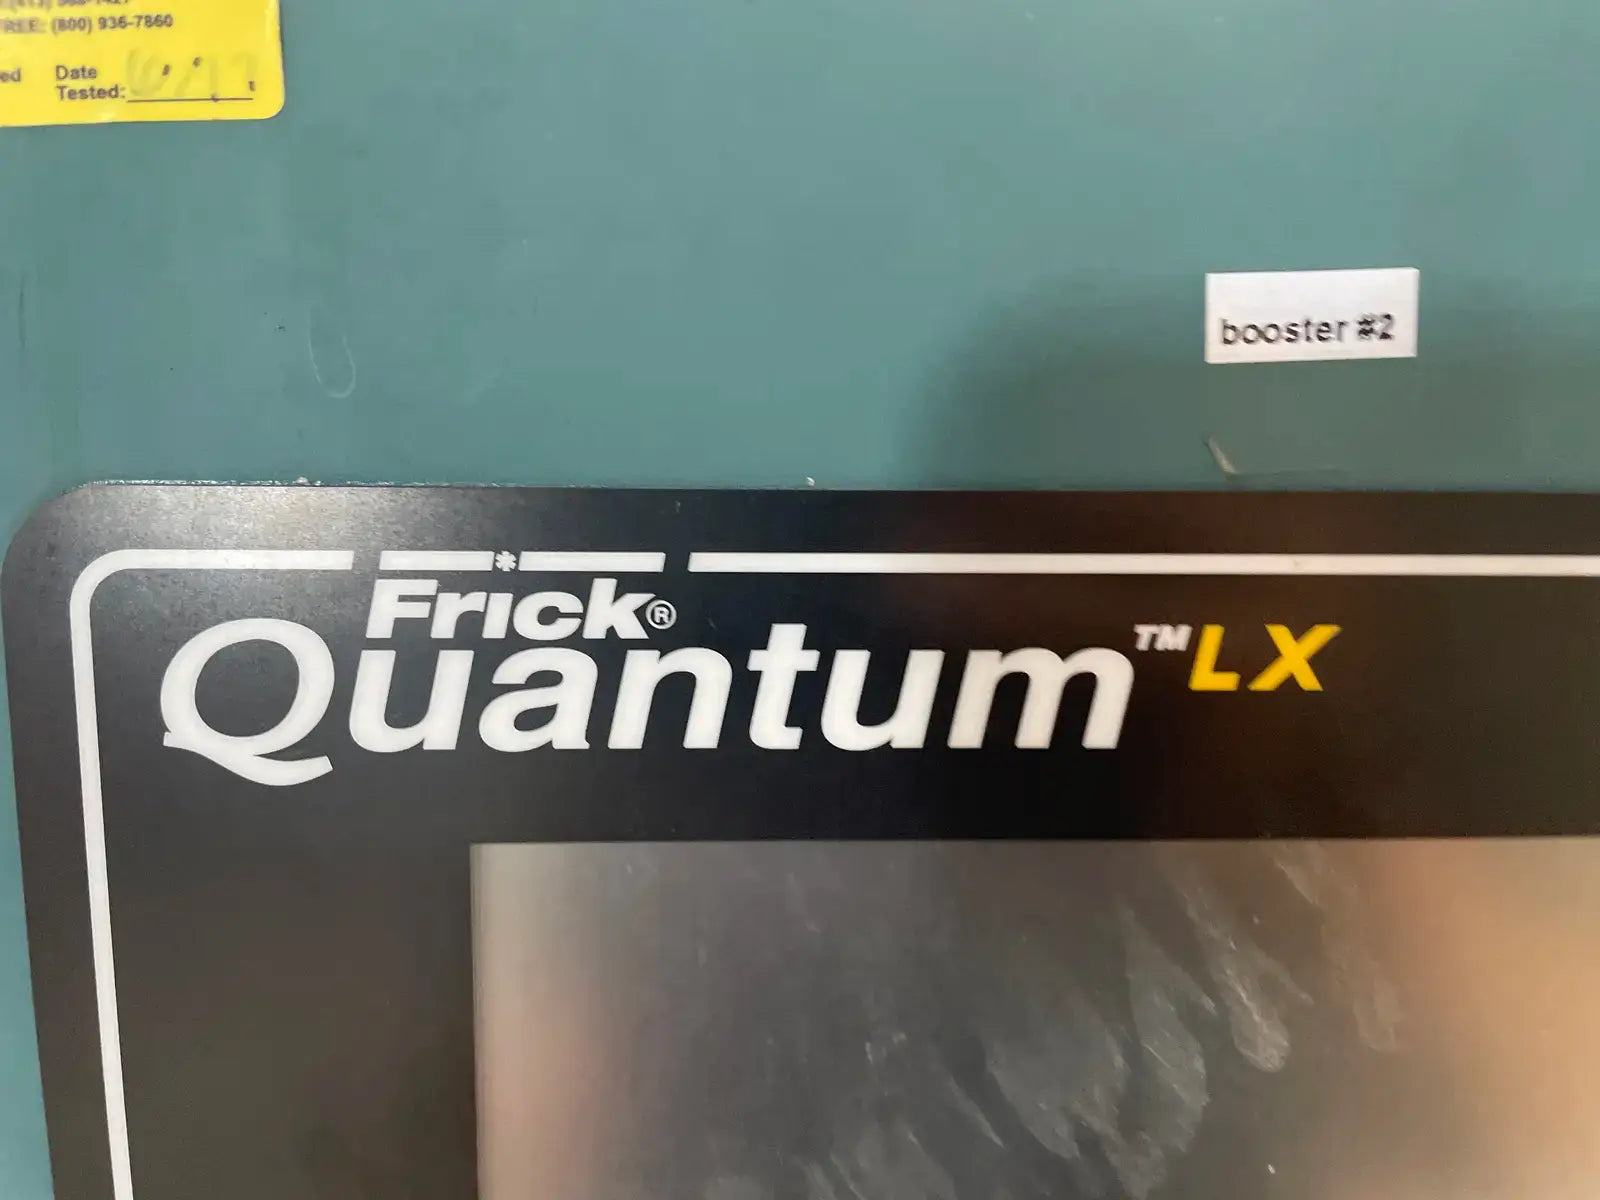 FREE: (800) 936-7860
Date
Tested:
booster #2
Frick®
Quantum™ LX